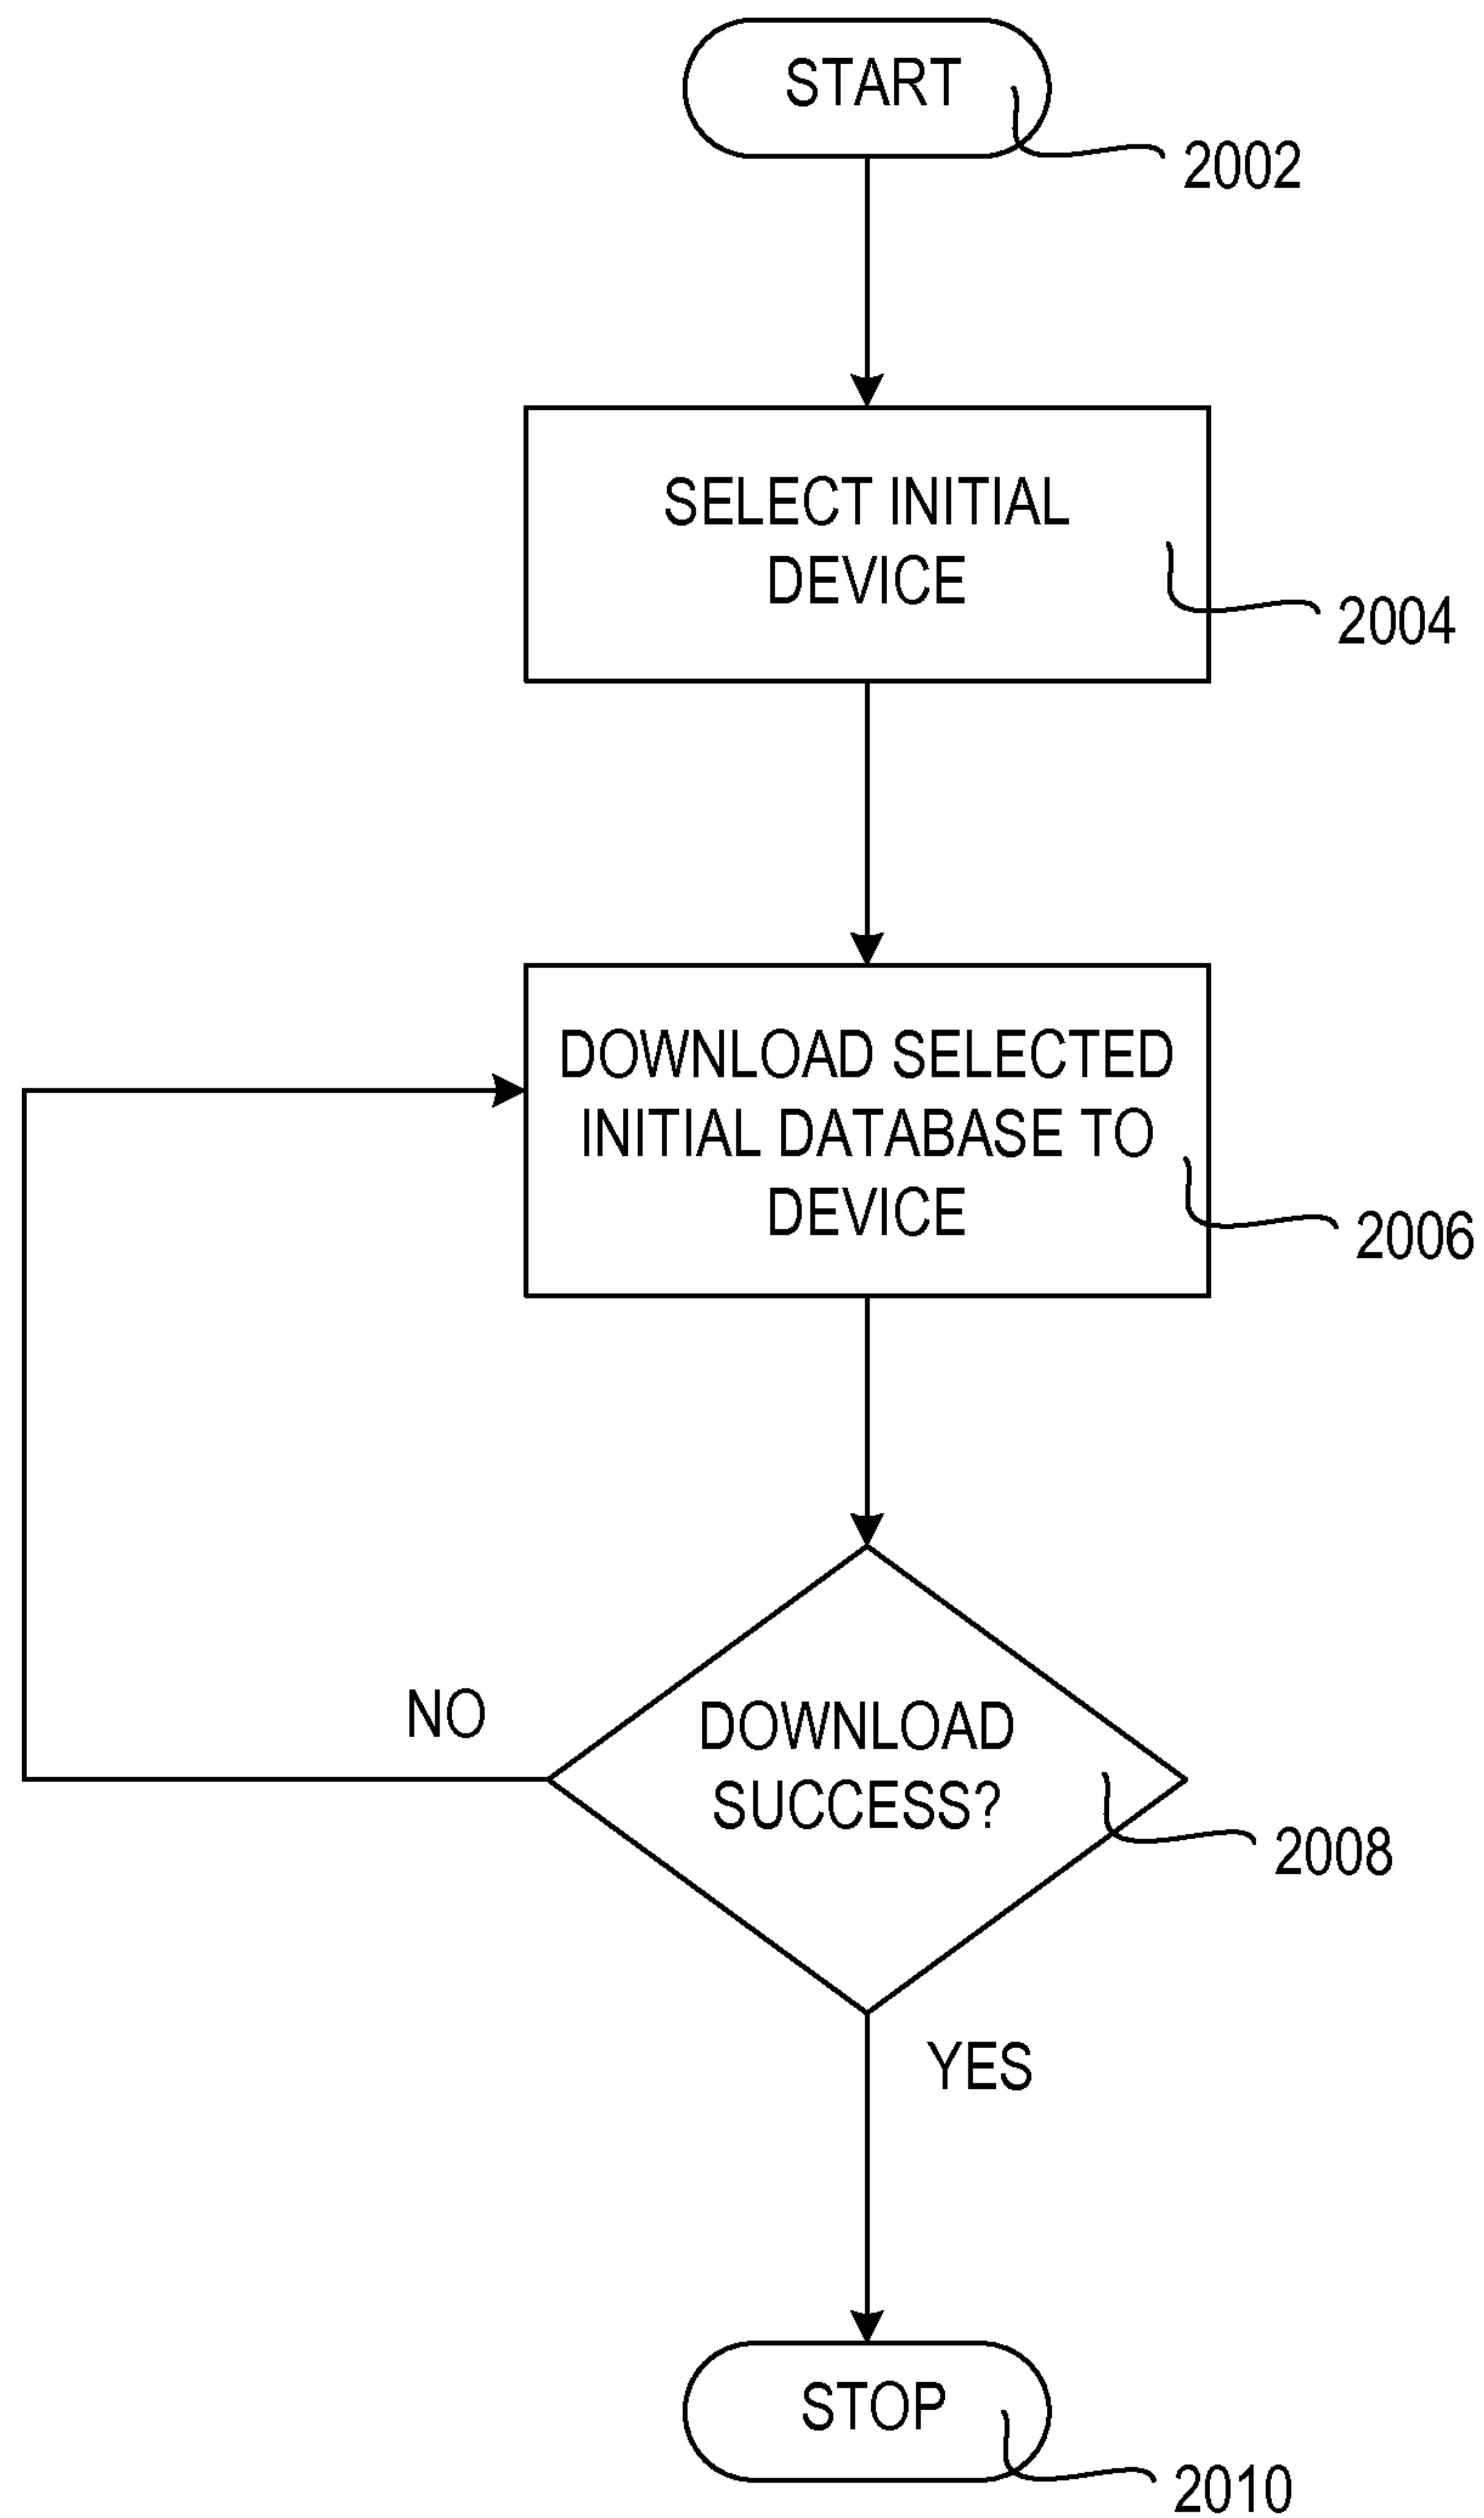 START
2002
SELECT INITIAL
DEVICE
2004
DOWNLOAD SELECTED
INITIAL DATABASE TO
DEVICE
2006
NO
DOWNLOAD
SUCCESS?
2008
YES
STOP
2010